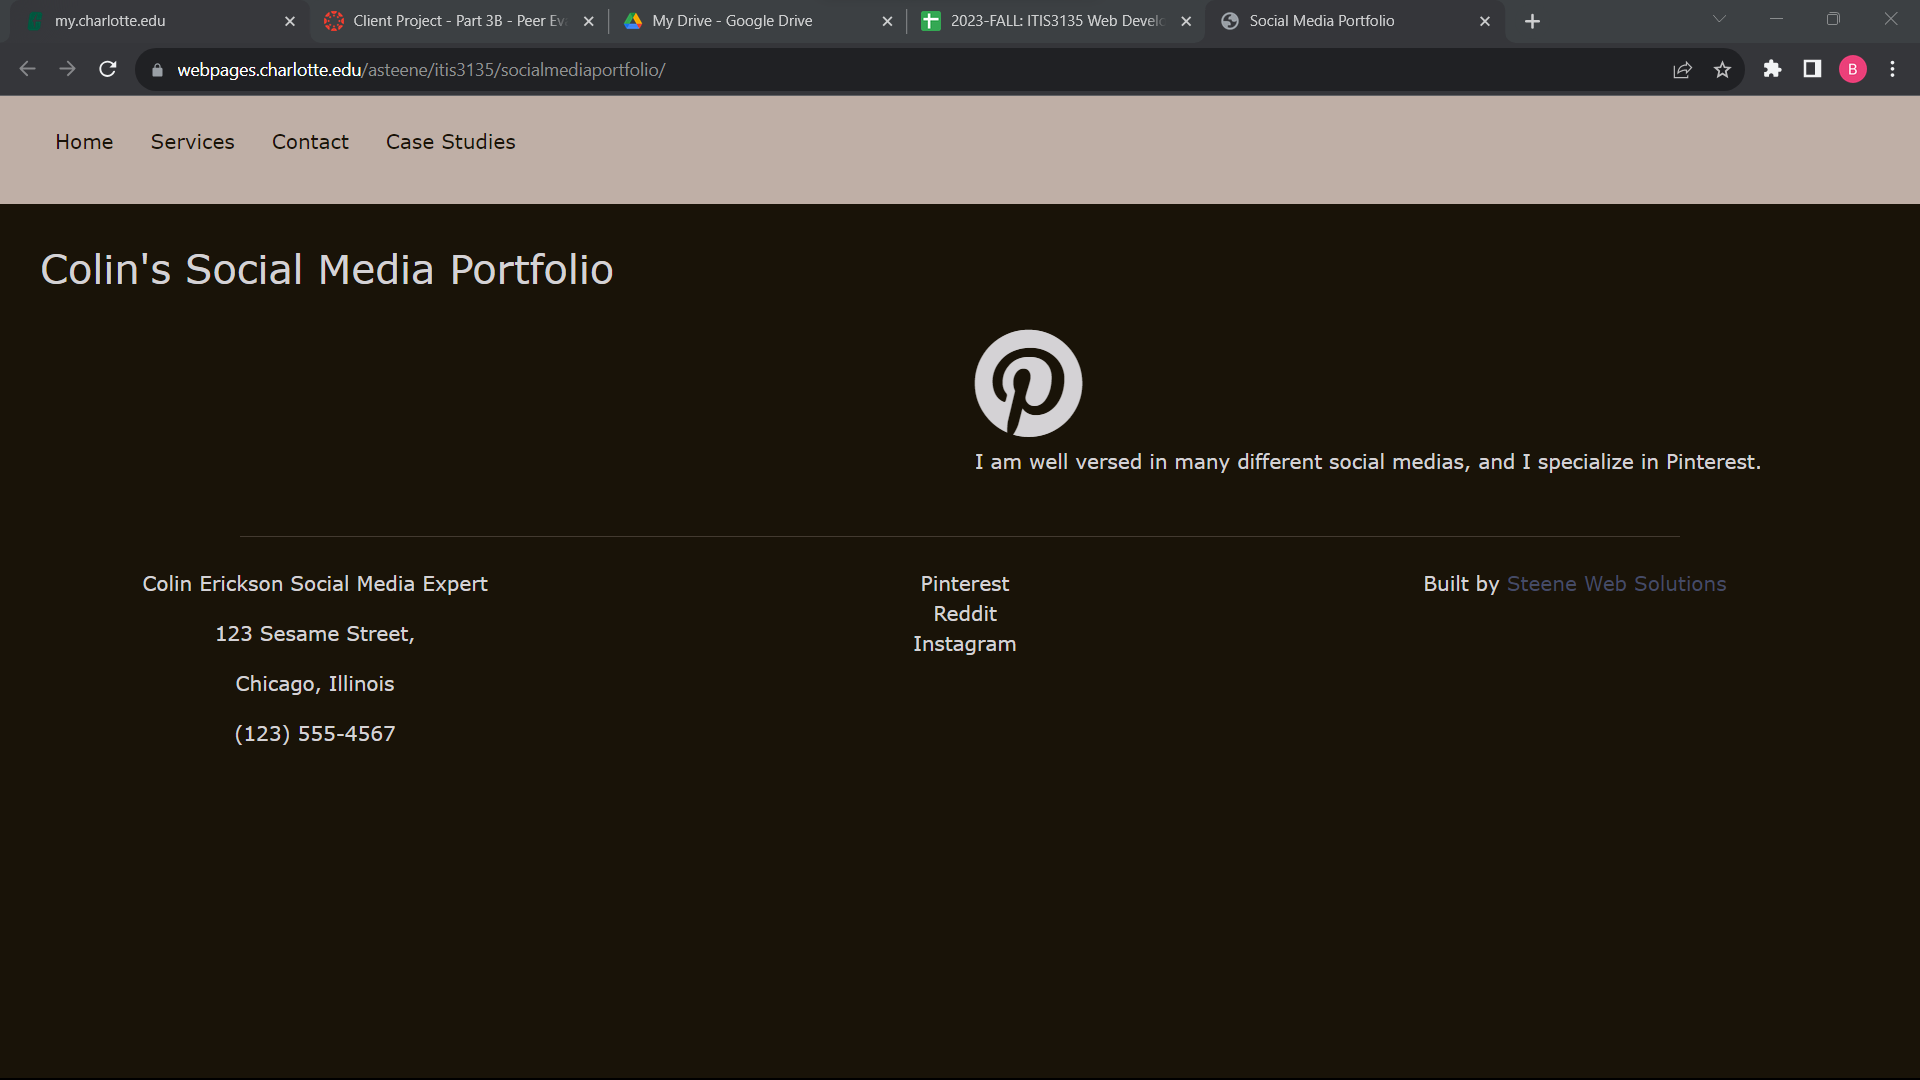 my.charlotte.edu
Client Project - Part 3B - Peer Ev
My Drive - Google Drive
2023-FALL: ITIS3135 Web Develo
Social Media Portfolio
webpages.charlotte.edu/asteene/itis3135/socialmediaportfolio/
B
Home Services Contact Case Studies
Colin's Social Media Portfolio
I am well versed in many different social medias, and I specialize in Pinterest.
Colin Erickson Social Media Expert
123 Sesame Street,
Chicago, Illinois
(123) 555-4567
Pinterest
Reddit
Instagram
Built by Steene Web Solutions